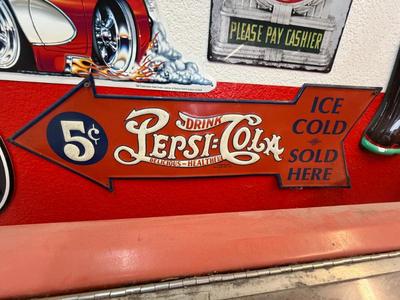 PLEASE PAY CASHIER
5¢
DRINK
PEPSI=COLA
DELICIOUS — HEALTHFUL
ICE
COLD
SOLD
HERE